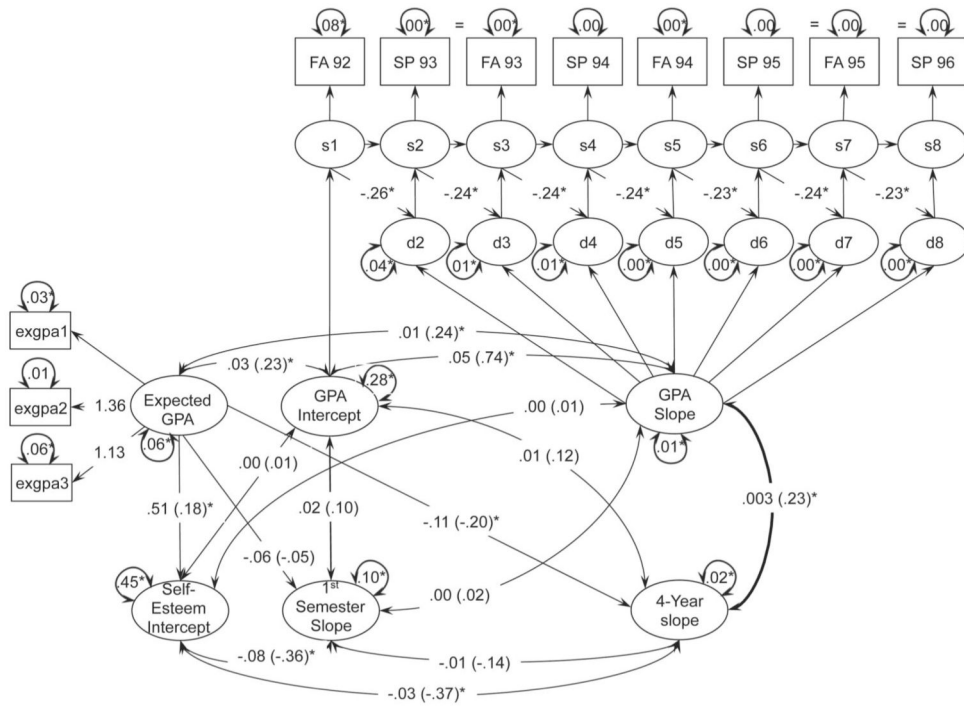 .08* .00* = .00* .00 .00* .00 = .00 = .00
FA 92 SP 93 FA 93 SP 94 FA 94 SP 95 FA 95 SP 96
s1 s2 s3 s4 s5 s6 s7 s8
-.26* -.24* -.24* -.24* -.23* -.24* -.23*
d2 d3 d4 d5 d6 d7 d8
.04* .01* .01* .00* .00* .00* .00*
.03*
exgpa1
.01 (.24)*
.03 (.23)* .05 (.74)*
.01
exgpa2
1.36
Expected
GPA
.06*
GPA
Intercept
.28*
GPA
Slope
.01*
.00 (.01)
.06*
exgpa3
1.13
.00 (.01)
.01 (.12)
.51 (.18)*
.02 (.10)
-.11 (-.20)*
.003 (.23)*
-.06 (-.05)
.00 (.02)
.45*
Self-
Esteem
Intercept
1st
Semester
Slope
.10*
4-Year
slope
.02*
-.08 (-.36)*
-.01 (-.14)
-.03 (-.37)*